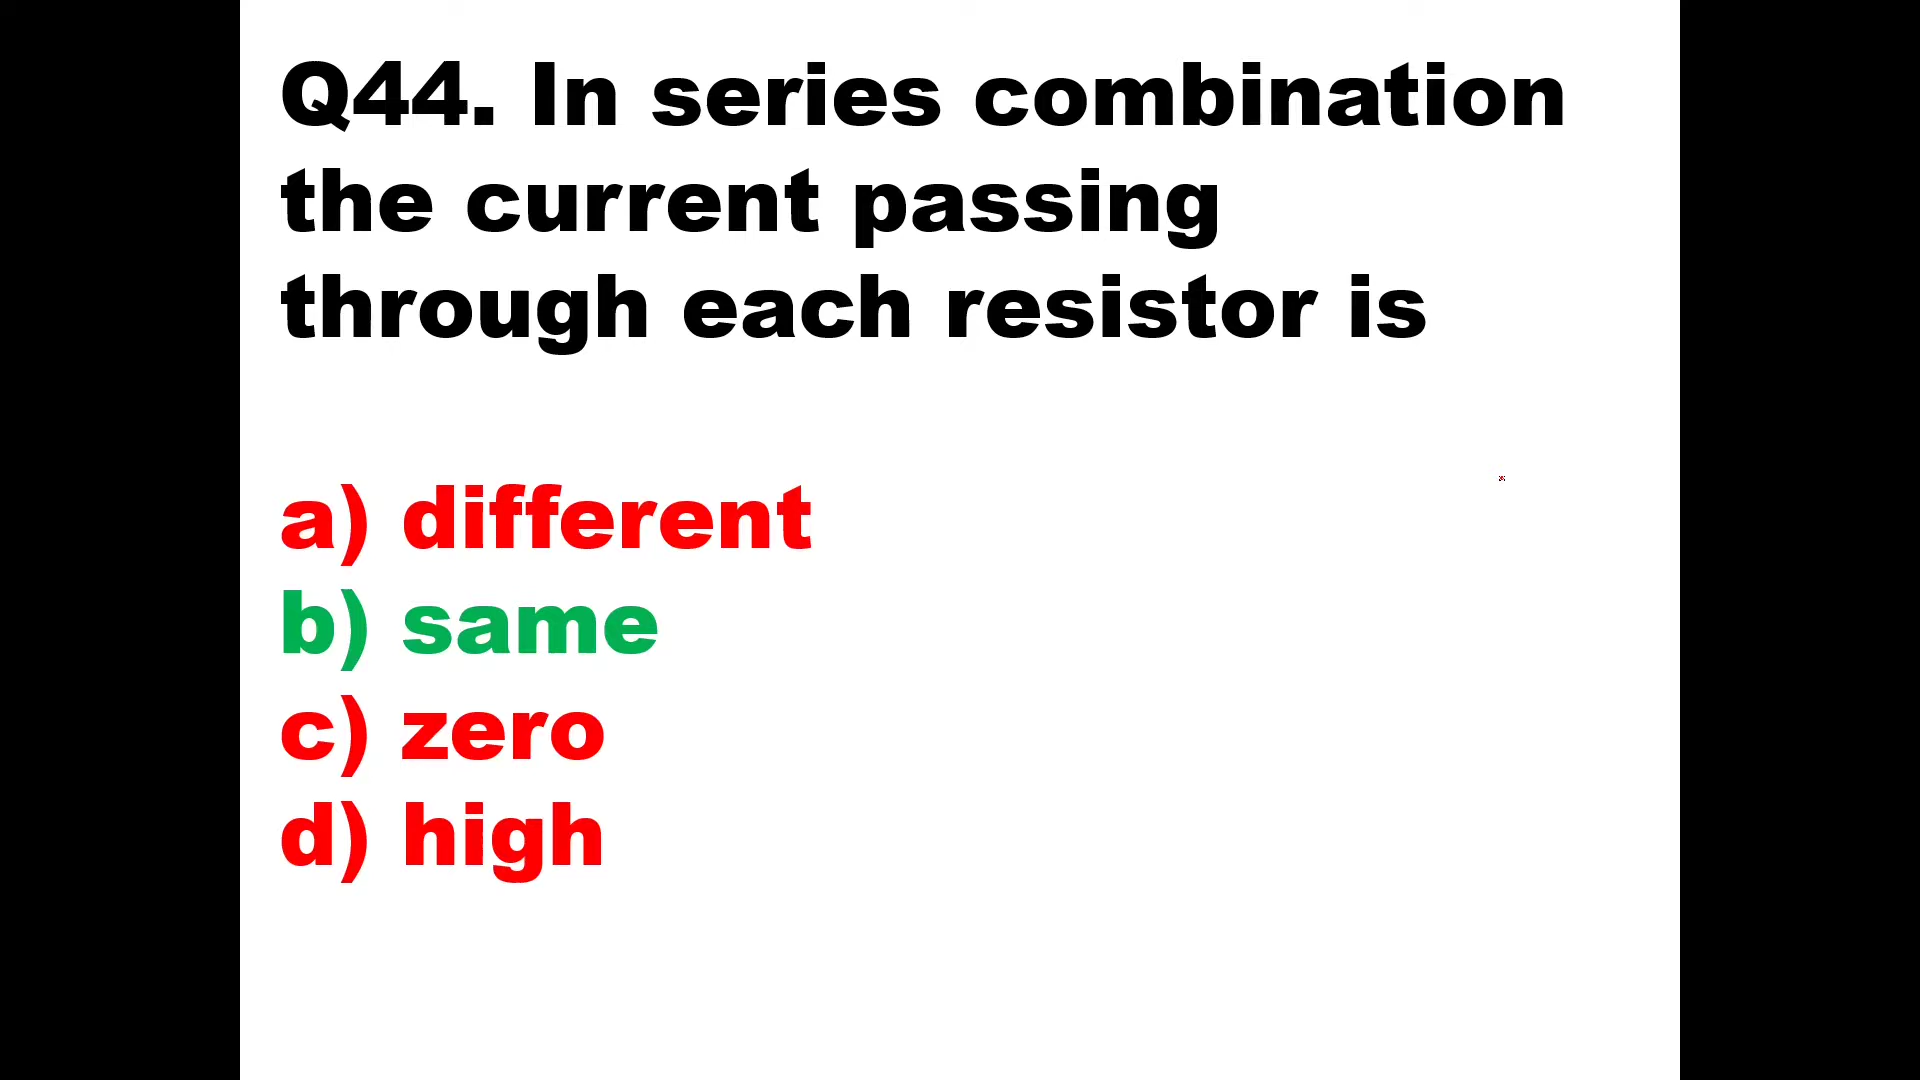 Q44. In series combination
the current passing
through each resistor is
a) different
b) same
c) zero
d) high